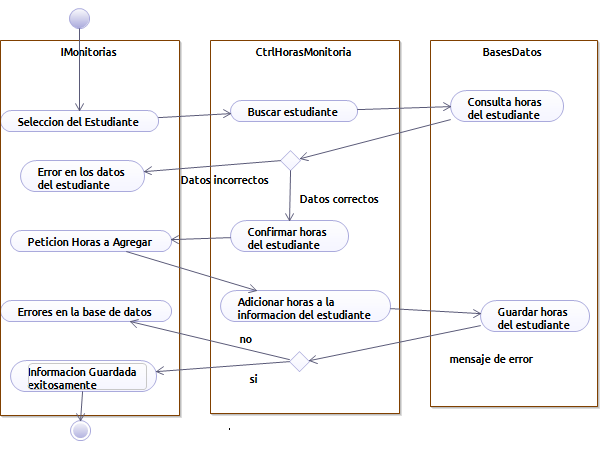 IMonitorias
CtrlHorasMonitoria
BasesDatos
Seleccion del Estudiante
Buscar estudiante
Consulta horas
del estudiante
Error en los datos
del estudiante
Datos incorrectos
Datos correctos
Peticion Horas a Agregar
Confirmar horas
del estudiante
Errores en la base de datos
Adicionar horas a la
informacion del estudiante
Guardar horas
del estudiante
no
mensaje de error
Informacion Guardada
exitosamente
si
.